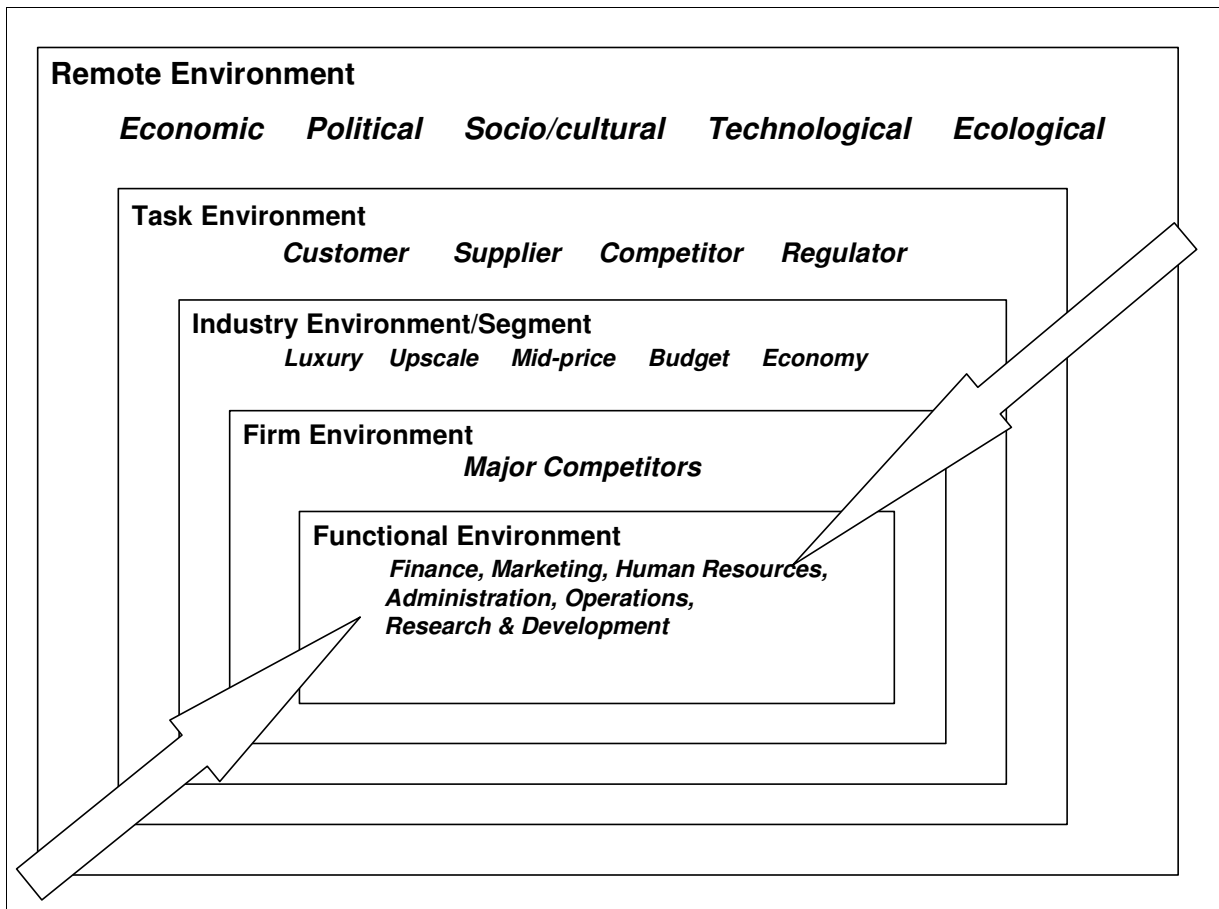 Remote Environment
Economic Political Socio/cultural Technological Ecological
Task Environment
Customer Supplier Competitor Regulator
Industry Environment/Segment
Luxury Upscale Mid-price Budget Economy
Firm Environment
Major Competitors
Functional Environment
Finance, Marketing, Human Resources,
Administration, Operations,
Research & Development